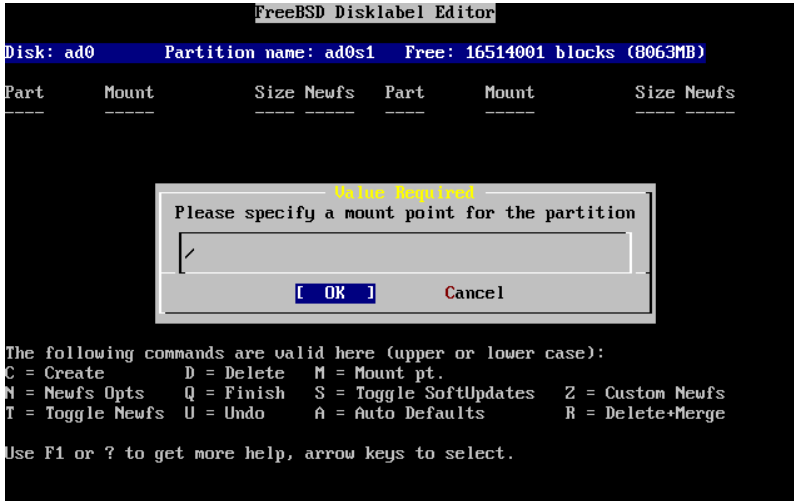 FreeBSD Disklabel Editor
Disk: ad0 Partition name: ad0s1 Free: 16514001 blocks (8063MB)
Part Mount Size Newfs Part Mount Size Newfs
---- ----- ---- ----- ---- ----- ---- -----
Value Required
Please specify a mount point for the partition
/
[ OK ] Cancel
The following commands are valid here (upper or lower case):
C = Create D = Delete M = Mount pt.
N = Newfs Opts Q = Finish S = Toggle SoftUpdates Z = Custom Newfs
T = Toggle Newfs U = Undo A = Auto Defaults R = Delete+Merge
Use F1 or ? to get more help, arrow keys to select.